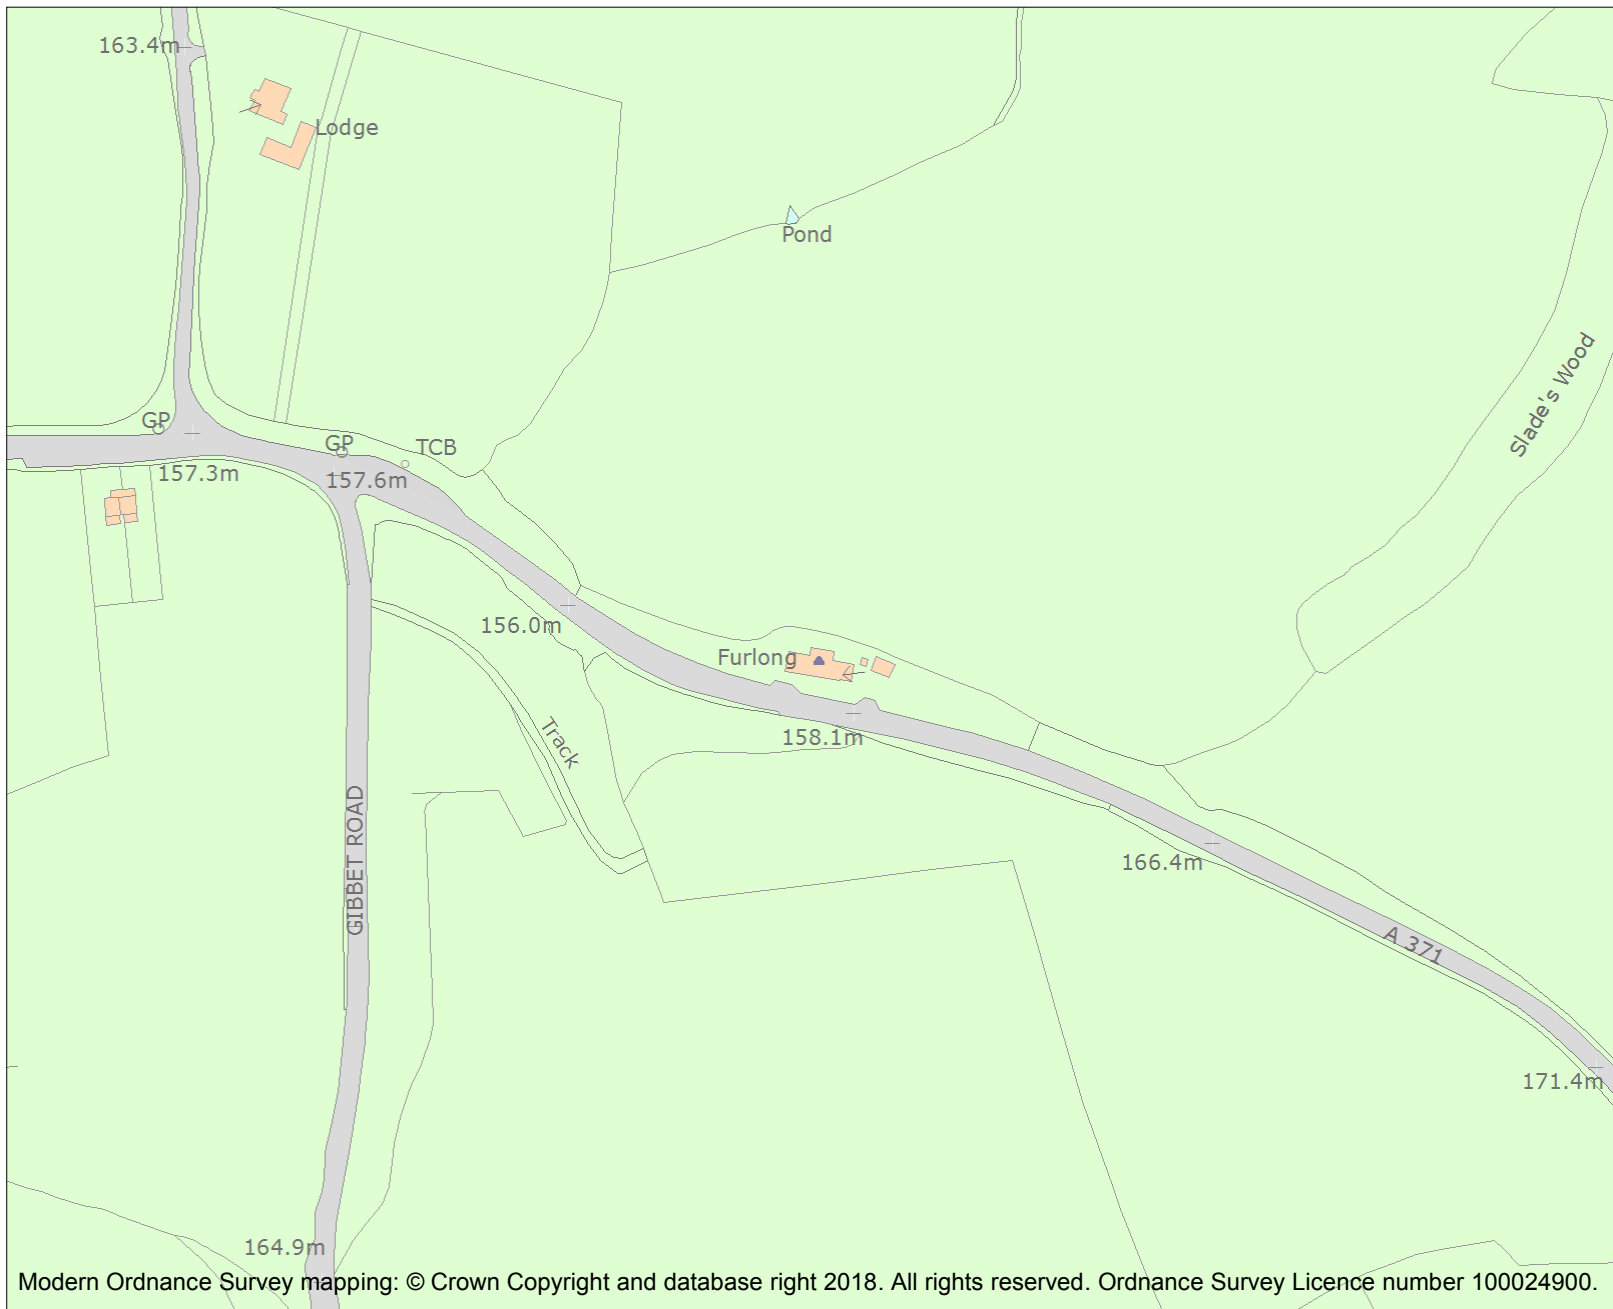 163.4m
Lodge
Pond
Slade's Wood
GP
GP
TCB
157.3m
157.6m
156.0m
Furlong
Track
158.1m
GIBBET ROAD
166.4m
A 371
171.4m
164.9m
Modern Ordnance Survey mapping: © Crown Copyright and database right 2018. All rights reserved. Ordnance Survey Licence number 100024900.